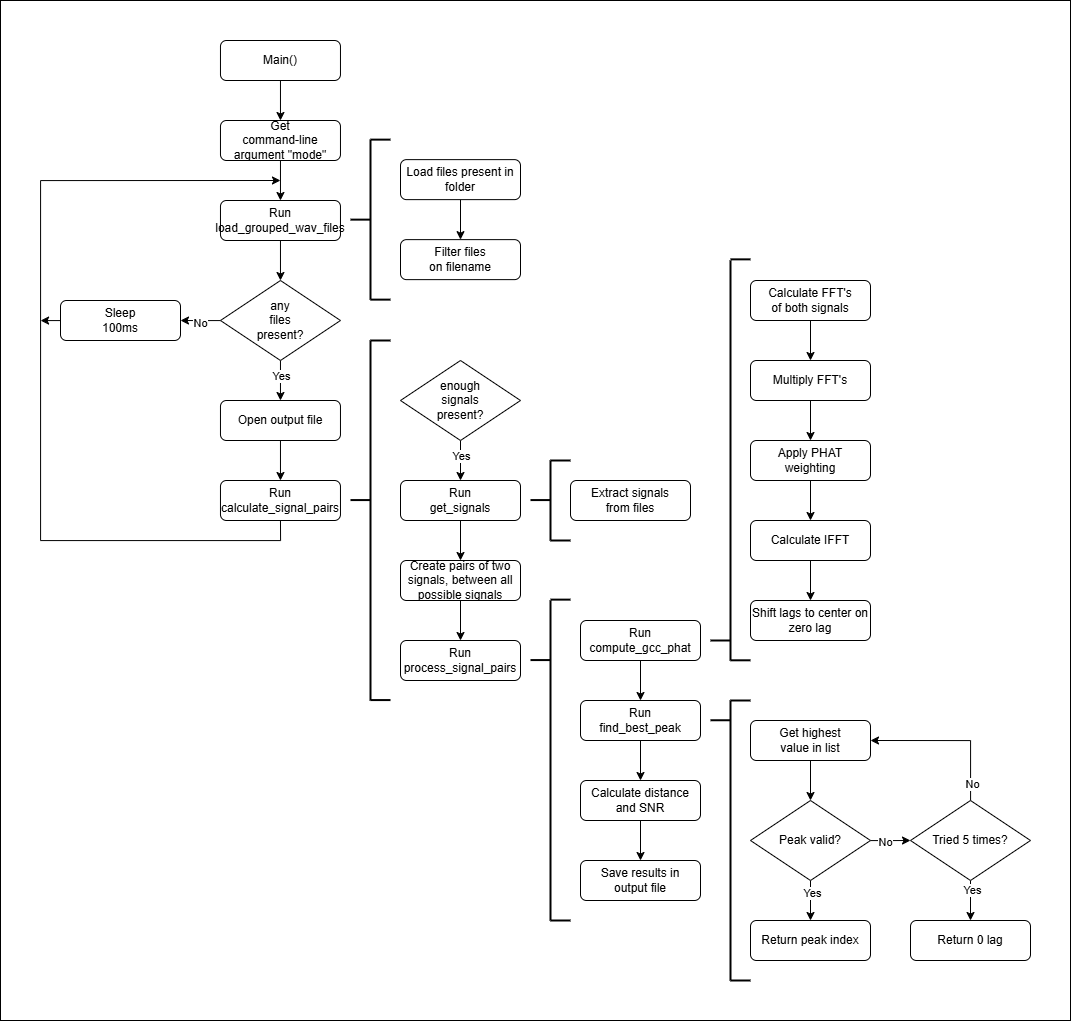 Main()
Get
command-line
argument "mode"
Run
load_grouped_wav_files
any
files
present?
No
Sleep
100ms
Yes
Open output file
Run
calculate_signal_pairs
Load files present in
folder
Filter files
on filename
enough
signals
present?
Yes
Run
get_signals
Create pairs of two
signals, between all
possible signals
Run
process_signal_pairs
Extract signals
from files
Run
compute_gcc_phat
Run
find_best_peak
Calculate distance
and SNR
Save results in
output file
Calculate FFT's
of both signals
Multiply FFT's
Apply PHAT
weighting
Calculate IFFT
Shift lags to center on
zero lag
Get highest
value in list
Peak valid?
No
Tried 5 times?
No
Yes
Yes
Return peak index
Return 0 lag